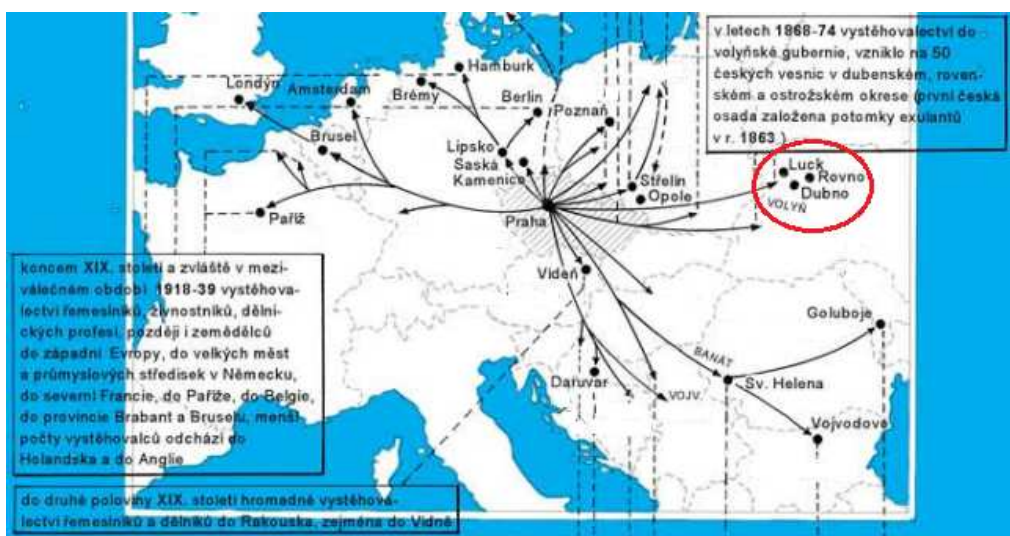 v letech 1868-74 vystěhovalectví do
volyňské gubernie, vzniklo na 50
českých vesnic v dubenském, roven-
ském a ostrožském okrese (první česká
osada založena potomky exulantů
v r. 1863.)
Hamburk
Londýn
Amsterdam
Brémy
Berlin
Poznaň
Brusel
Lipsko
Saská
Kamenice
Střelín
Opole
Luck
Rovno
Dubno
VOLYŇ
Paříž
Praha
Vídeň
koncem XIX. století a zvláště v mezi-
válečném období 1918-39 vystěhova-
lectví řemeslníků, živnostníků, dělni-
ckých profesí, později i zemědělců
do západní Evropy, do velkých měst
a průmyslových středisek v Německu,
do severní Francie, do Paříže, do Belgie,
do provincie Brabant a Bruselu, menší
počty vystěhovalců odchází do
Holandska a do Anglie
Goluboje
BANÁT
Daruvar
VOJV.
Sv. Helena
Vojvodovo
do druhé poloviny XIX. století hromadné vystěhova-
lectví řemeslníků a dělníků do Rakouska, zejména do Vídně